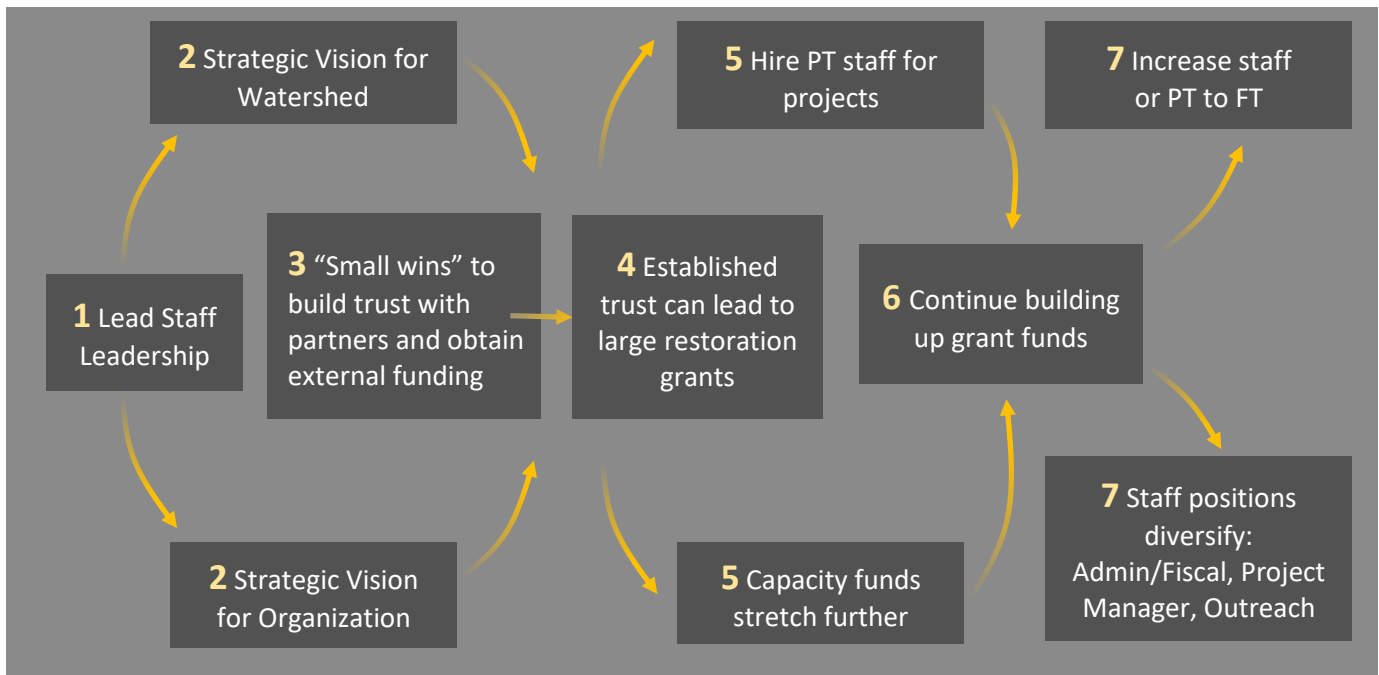 1 Lead Staff
Leadership
2 Strategic Vision for
Watershed
2 Strategic Vision
for Organization
3 “Small wins” to
build trust with
partners and obtain
external funding
4 Established
trust can lead to
large restoration
grants
5 Hire PT staff for
projects
5 Capacity funds
stretch further
6 Continue building
up grant funds
7 Increase staff
or PT to FT
7 Staff positions
diversify:
Admin/Fiscal, Project
Manager, Outreach